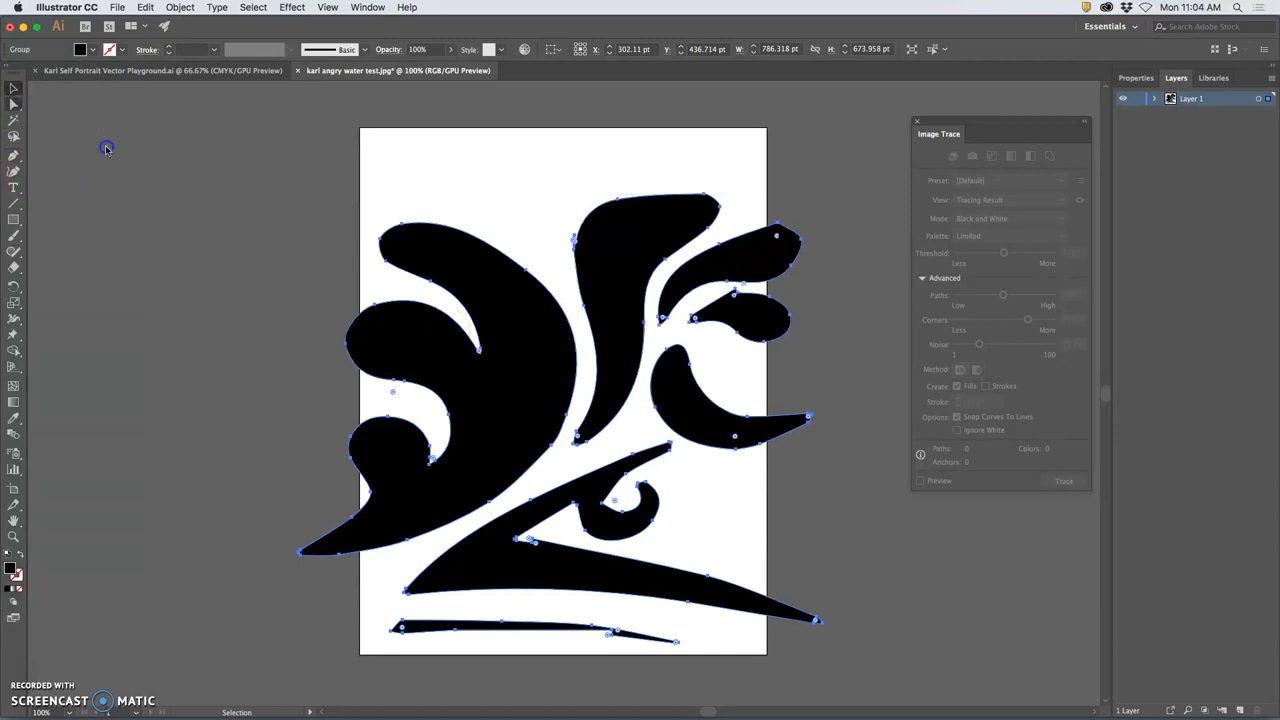 Illustrator CC File Edit Object Type Select Effect View Window Help Mon 11:04 AM
Ai Br St Essentials Search Adobe Stock
Group Stroke: Basic Opacity: 100% Style: X: 302.11 pt Y: 436.714 pt W: 786.318 pt H: 673.958 pt
× Karl Self Portrait Vector Playground.ai @ 66.67% (CMYK/GPU Preview) × karl angry water test.jpg* @ 100% (RGB/GPU Preview)
Properties Layers Libraries
Layer 1
Image Trace
Preset: [Default]
View: Tracing Result
Mode: Black and White
Palette: Limited
Threshold:
Less More
Advanced
Paths:
Low High
Corners:
Less More
Noise:
1 100
Method:
Create: Fills Strokes
Stroke:
Options: Snap Curves To Lines
Ignore White
Paths: 0 Colors: 0
Anchors: 0
Preview Trace
RECORDED WITH
SCREENCAST MATIC
100% 1 Selection 1 Layer